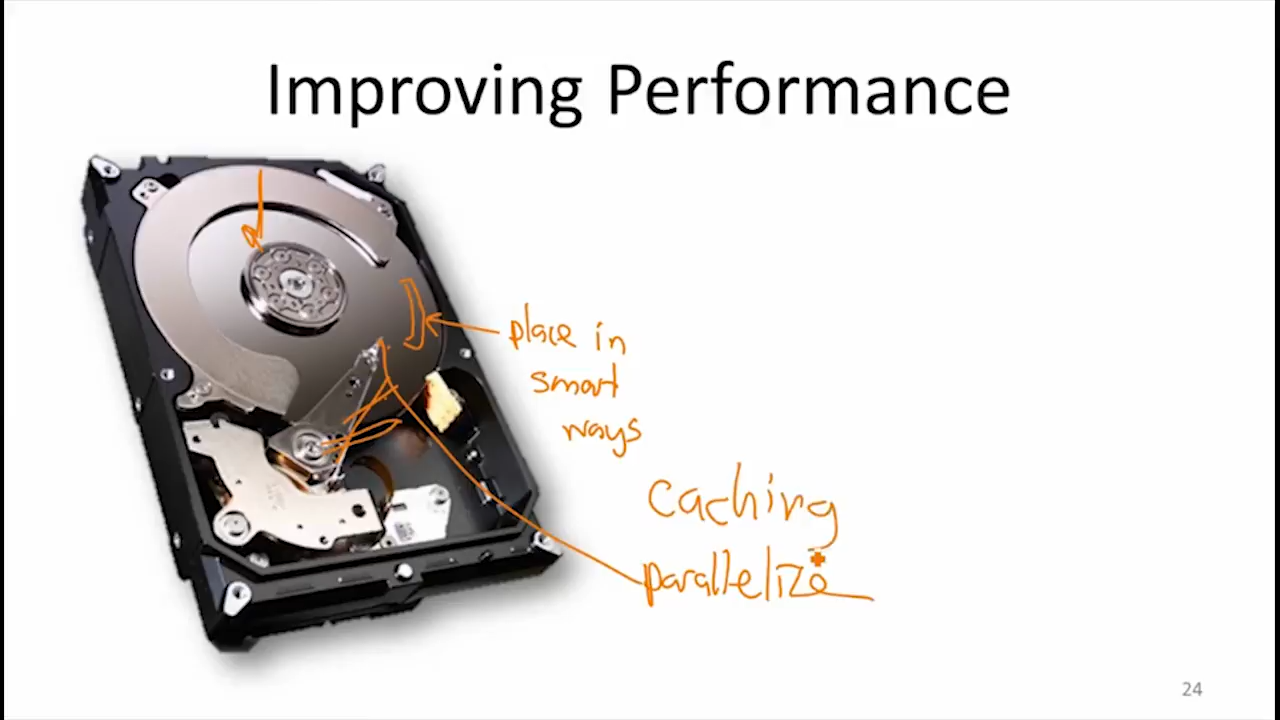 Improving Performance
place in
smart
ways
caching
parallelize
24